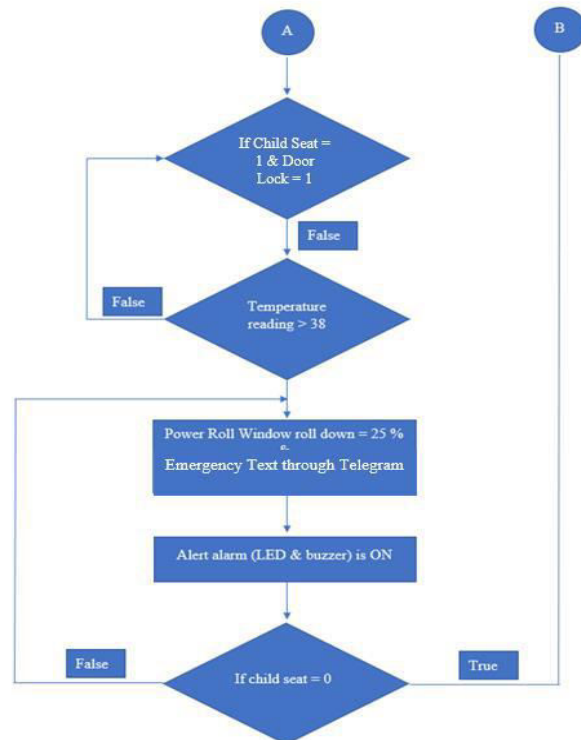 A
B
If Child Seat =
1 & Door
Lock = 1
False
False
Temperature
reading > 38
Power Roll Window roll down = 25 %
Emergency Text through Telegram
Alert alarm (LED & buzzer) is ON
False
True
If child seat = 0